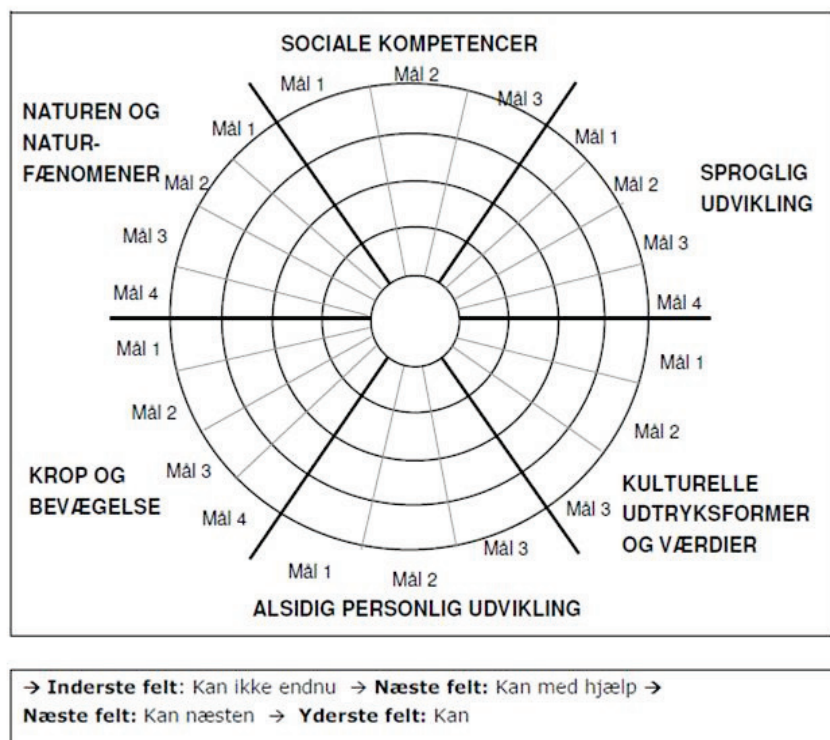 SOCIALE KOMPETENCER
Mål 1
Mål 2
Mål 3
NATUREN OG
NATUR-
FÆNOMENER
Mål 1
Mål 2
Mål 3
Mål 4
SPROGLIG
UDVIKLING
Mål 1
Mål 2
Mål 3
Mål 4
KROP OG
BEVÆGELSE
Mål 1
Mål 2
Mål 3
Mål 4
KULTURELLE
UDTRYKSFORMER
OG VÆRDIER
Mål 1
Mål 2
Mål 3
Mål 1
Mål 2
Mål 3
ALSIDIG PERSONLIG UDVIKLING
→ Inderste felt: Kan ikke endnu → Næste felt: Kan med hjælp →
Næste felt: Kan næsten → Yderste felt: Kan